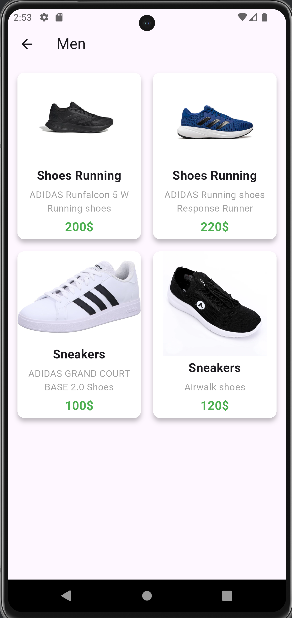 2:53
Men
Shoes Running
ADIDAS Runfalcon 5 W
Running shoes
200$
Shoes Running
ADIDAS Running shoes
Response Runner
220$
Sneakers
ADIDAS GRAND COURT
BASE 2.0 Shoes
100$
Sneakers
Airwalk shoes
120$